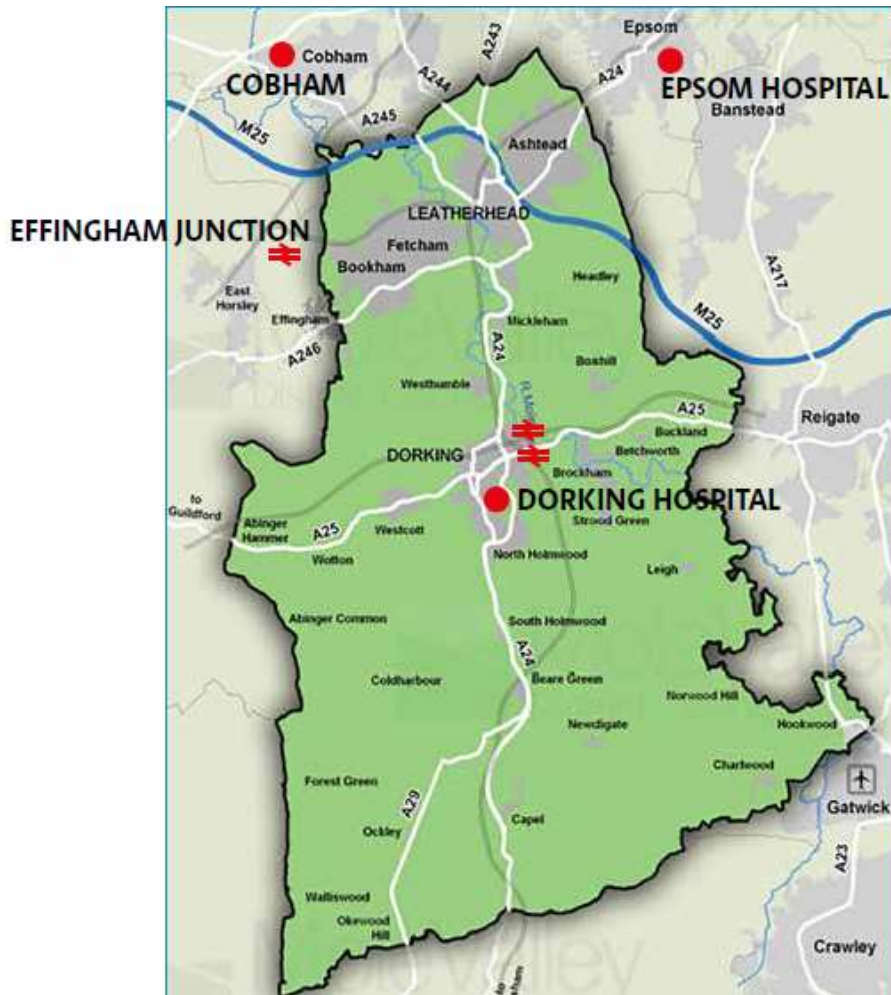 A243
Epsom
Cobham
COBHAM
A244
A24
EPSOM HOSPITAL
Banstead
A245
M25
Ashtead
LEATHERHEAD
EFFINGHAM JUNCTION
Fetcham
Bookham
A217
Headley
East
Horsley
Effingham
M25
Mickleham
A246
A24
Boxhill
Westhumble
R.Mole
A25
Reigate
Buckland
DORKING
Betchworth
Brockham
to
Guildford
DORKING HOSPITAL
Abinger
Hammer
A25
Westcott
Strood Green
Wotton
North Holmwood
Leigh
Abinger Common
South Holmwood
A24
Coldharbour
Beare Green
Norwood Hill
Newdigate
Hookwood
Charlwood
Forest Green
A29
Gatwick
Ockley
Capel
A23
Walliswood
Okewood
Hill
Crawley
to